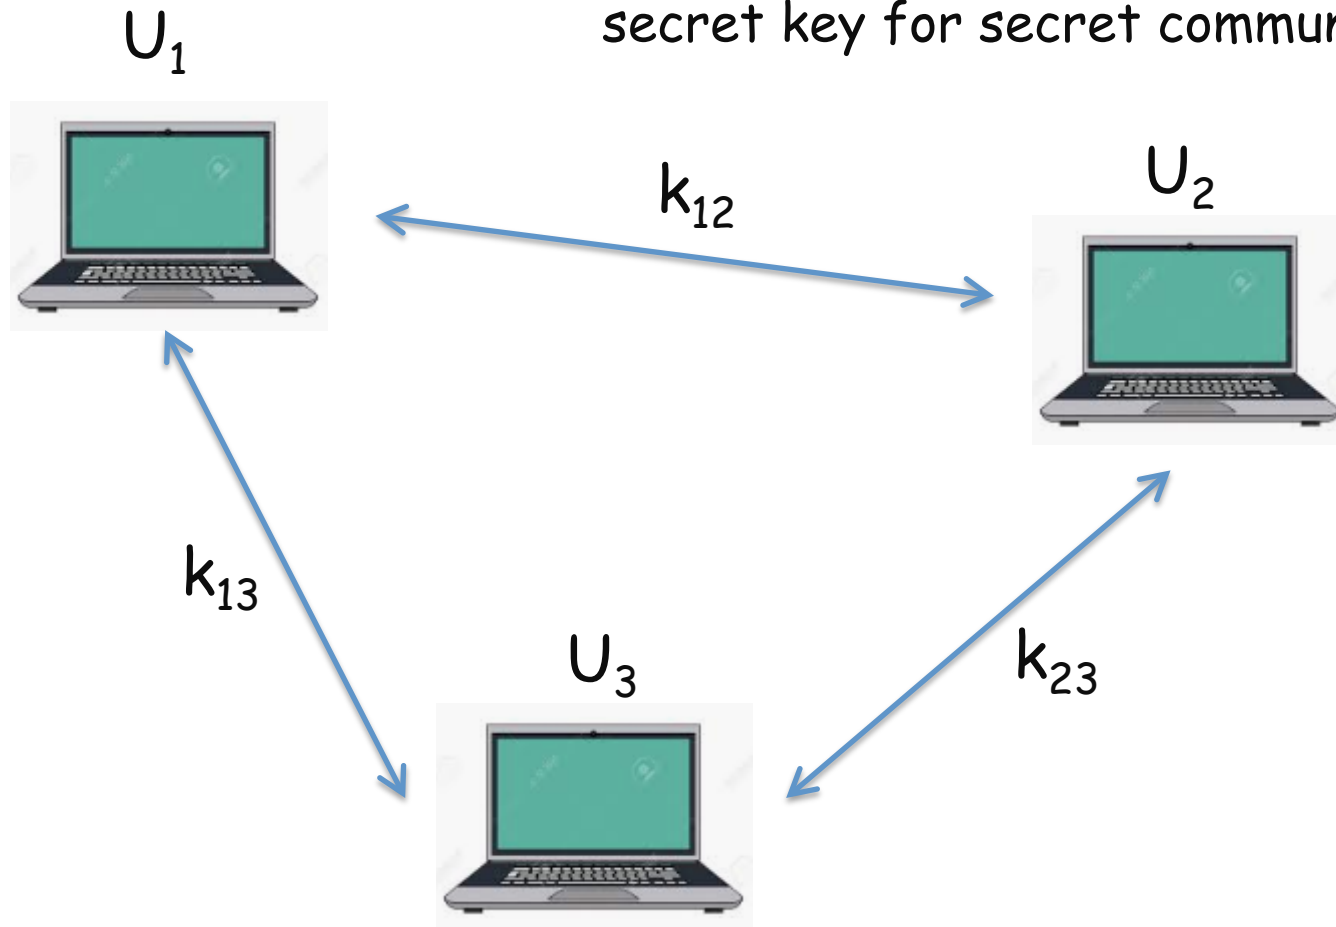 secret key for secret commun
U₁
k₁₂
U₂
k₁₃
U₃
k₂₃